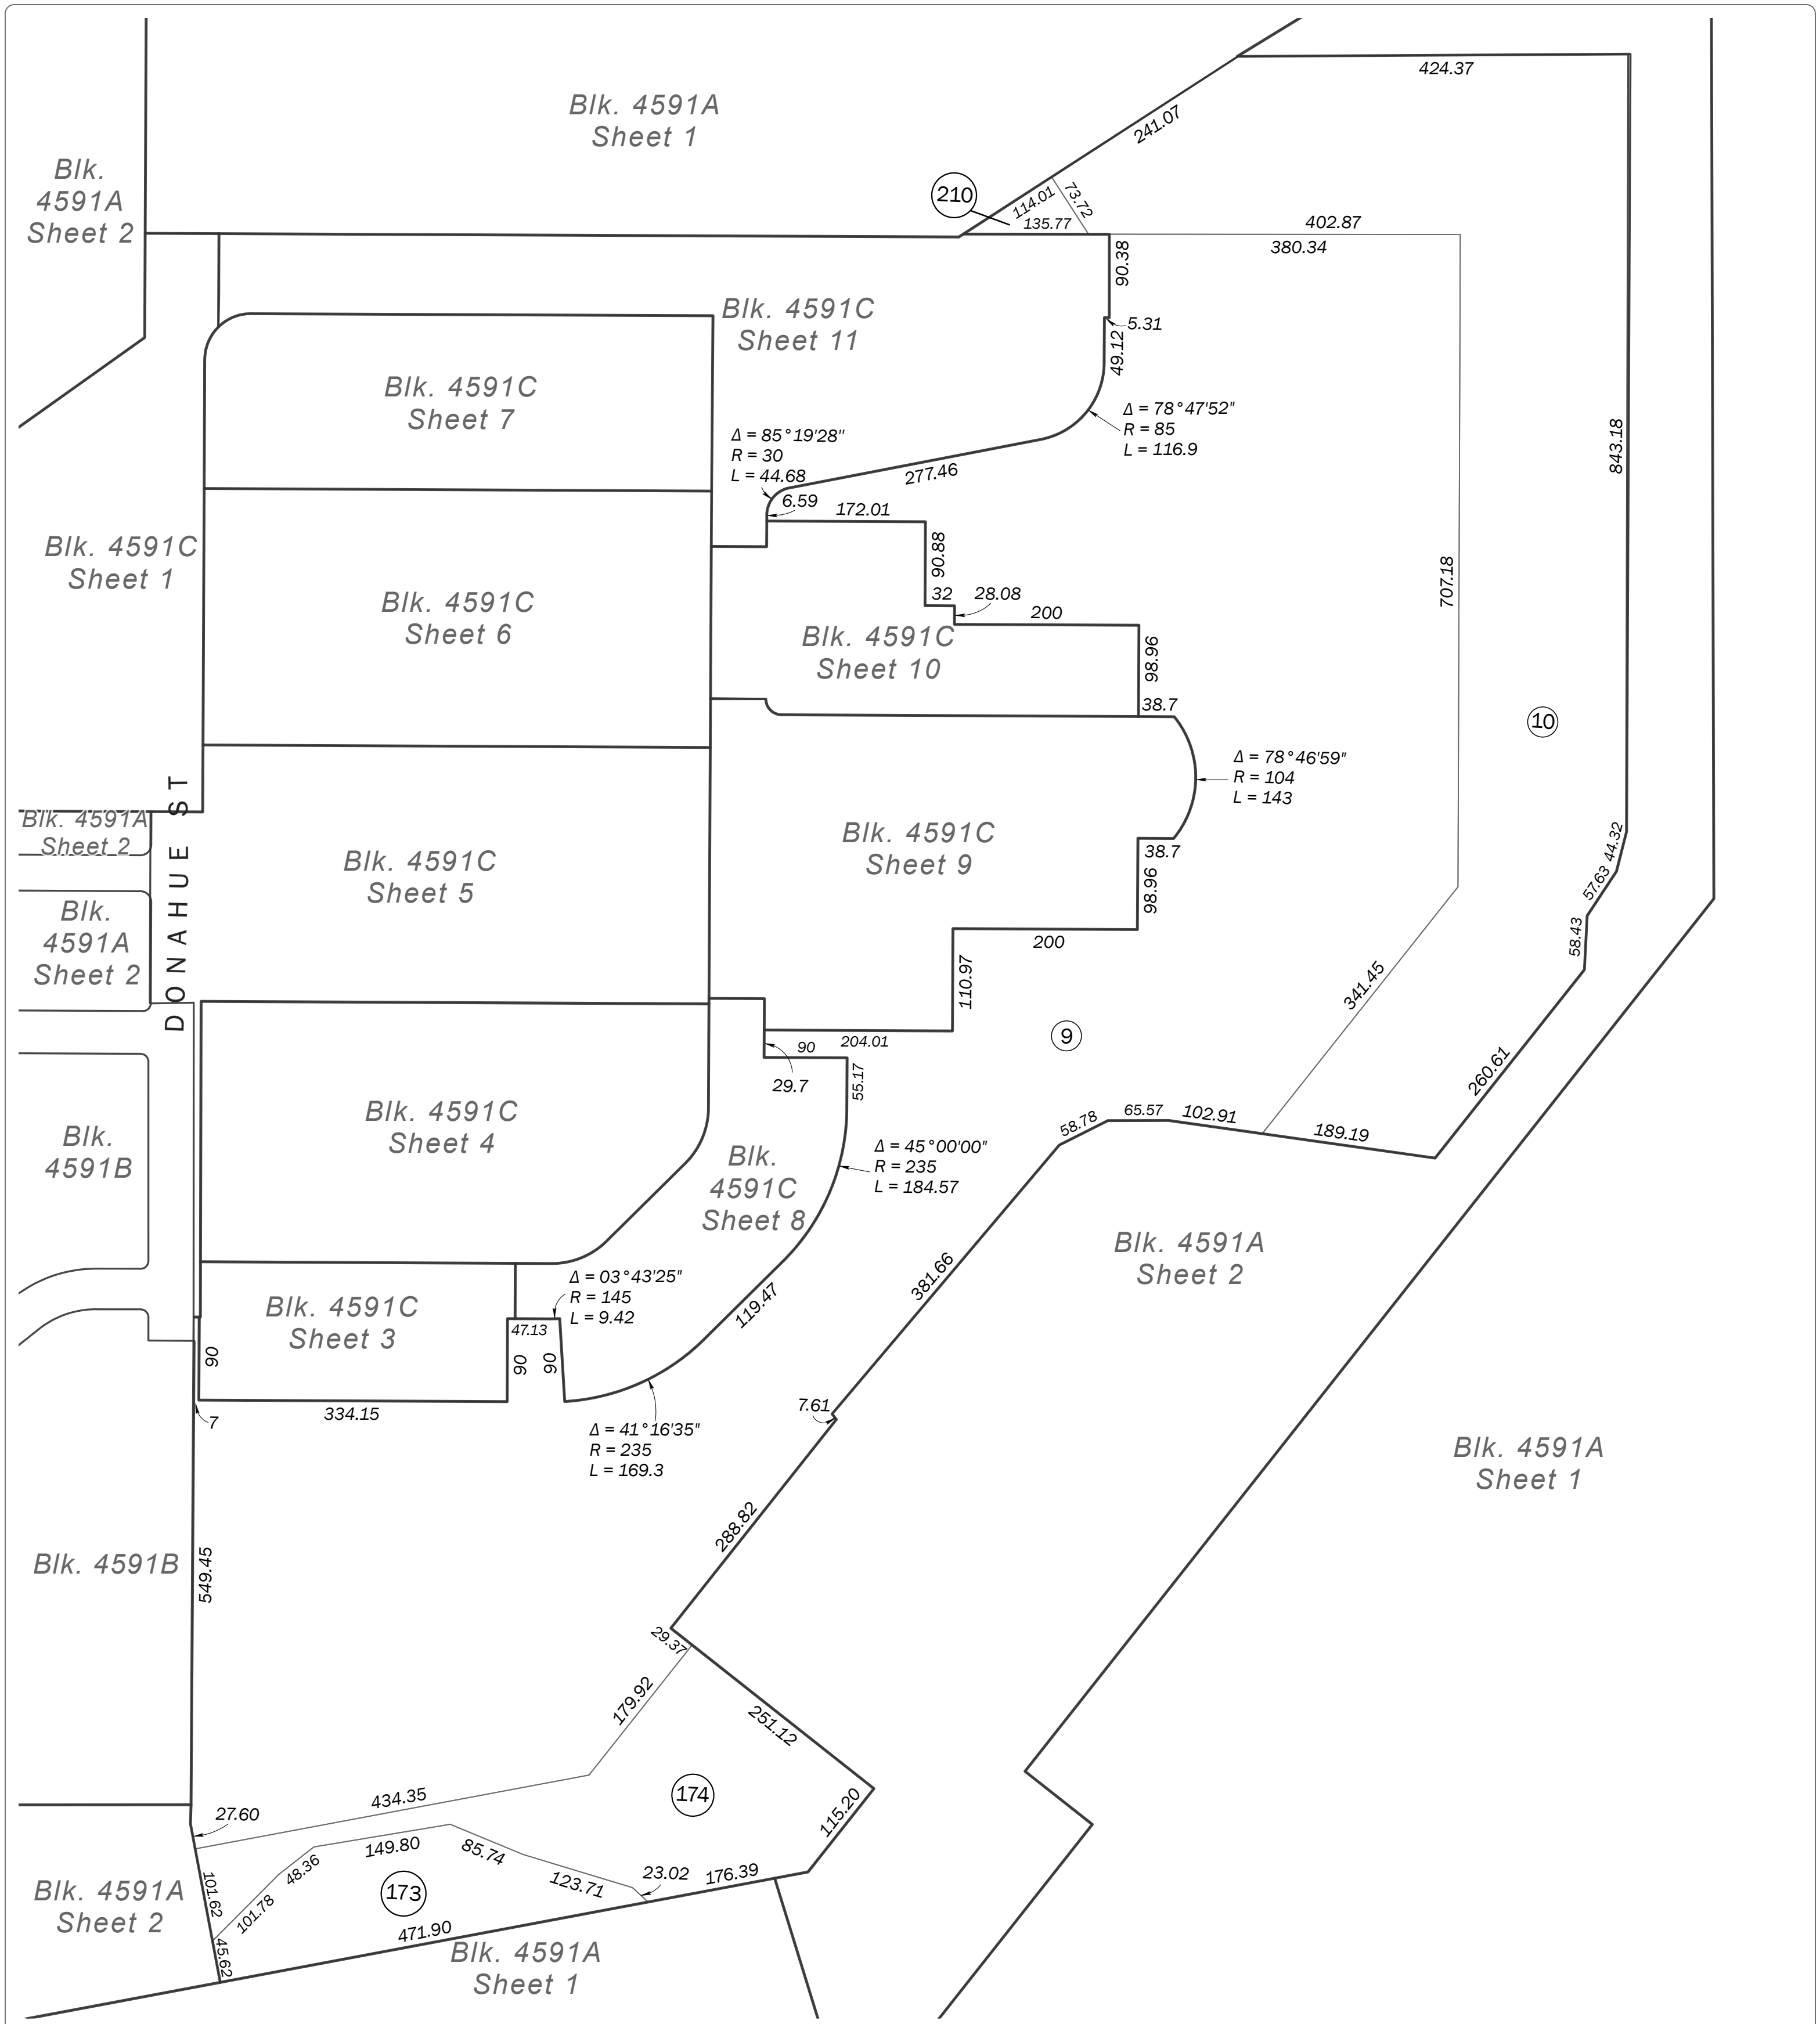 424.37
Blk. 4591A
Sheet 1
241.07
Blk.
4591A
Sheet 2
210
114.01
73.72
135.77
402.87
380.34
90.38
Blk. 4591C
Sheet 11
5.31
49.12
Blk. 4591C
Sheet 7
Δ = 78°47'52"
R = 85
L = 116.9
Δ = 85°19'28"
R = 30
L = 44.68
277.46
6.59
172.01
843.18
Blk. 4591C
Sheet 1
90.88
707.18
Blk. 4591C
Sheet 6
32
28.08
200
Blk. 4591C
Sheet 10
98.96
38.7
10
Δ = 78°46'59"
R = 104
L = 143
DONAHUE ST
Blk. 4591A
Sheet 2
Blk. 4591C
Sheet 5
Blk. 4591C
Sheet 9
38.7
98.96
44.32
57.63
58.43
Blk.
4591A
Sheet 2
200
110.97
341.45
9
204.01
90
29.7
55.17
260.61
Blk. 4591C
Sheet 4
58.78
65.57
102.91
189.19
Blk.
4591B
Blk.
4591C
Sheet 8
Δ = 45°00'00"
R = 235
L = 184.57
Blk. 4591A
Sheet 2
381.66
Δ = 03°43'25"
R = 145
L = 9.42
119.47
Blk. 4591C
Sheet 3
47.13
90
90
90
334.15
7
7.61
Δ = 41°16'35"
R = 235
L = 169.3
Blk. 4591A
Sheet 1
288.82
Blk. 4591B
549.45
29.37
179.92
251.12
174
434.35
27.60
115.20
149.80
85.74
48.36
23.02
176.39
123.71
173
101.62
101.78
Blk. 4591A
Sheet 2
45.62
471.90
Blk. 4591A
Sheet 1